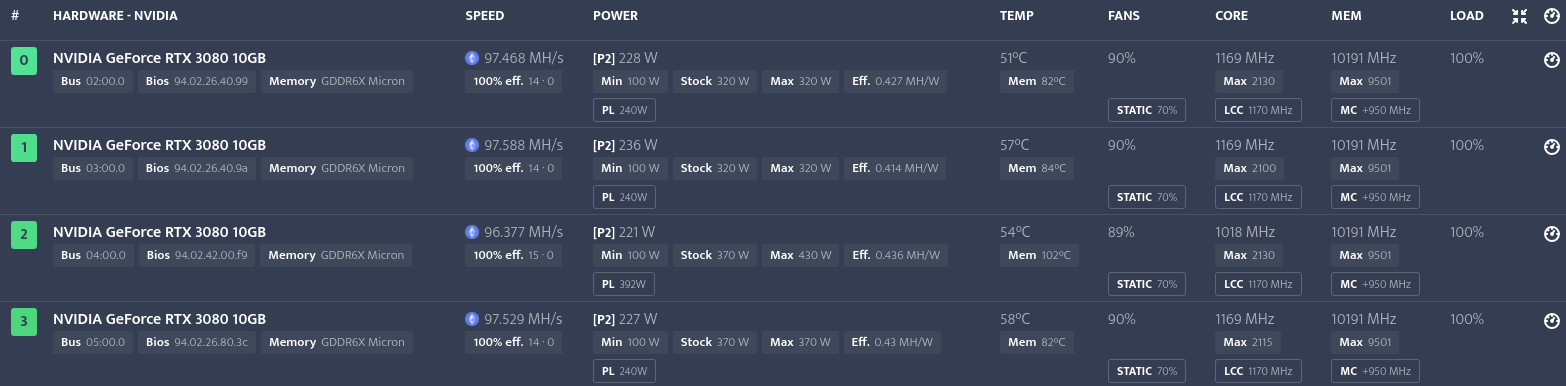 # HARDWARE - NVIDIA SPEED POWER TEMP FANS CORE MEM LOAD
0 NVIDIA GeForce RTX 3080 10GB 97.468 MH/s [P2] 228 W 51°C 90% 1169 MHz 10191 MHz 100%
Bus 02:00.0 Bios 94.02.26.40.99 Memory GDDR6X Micron 100% eff. 14 · 0 Min 100 W Stock 320 W Max 320 W Eff. 0.427 MH/W Mem 82°C Max 2130 Max 9501
PL 240W STATIC 70% LCC 1170 MHz MC +950 MHz
1 NVIDIA GeForce RTX 3080 10GB 97.588 MH/s [P2] 236 W 57°C 90% 1169 MHz 10191 MHz 100%
Bus 03:00.0 Bios 94.02.26.40.9a Memory GDDR6X Micron 100% eff. 14 · 0 Min 100 W Stock 320 W Max 320 W Eff. 0.414 MH/W Mem 84°C Max 2100 Max 9501
PL 240W STATIC 70% LCC 1170 MHz MC +950 MHz
2 NVIDIA GeForce RTX 3080 10GB 96.377 MH/s [P2] 221 W 54°C 89% 1018 MHz 10191 MHz 100%
Bus 04:00.0 Bios 94.02.42.00.f9 Memory GDDR6X Micron 100% eff. 15 · 0 Min 100 W Stock 370 W Max 430 W Eff. 0.436 MH/W Mem 102°C Max 2130 Max 9501
PL 392W STATIC 70% LCC 1170 MHz MC +950 MHz
3 NVIDIA GeForce RTX 3080 10GB 97.529 MH/s [P2] 227 W 58°C 90% 1169 MHz 10191 MHz 100%
Bus 05:00.0 Bios 94.02.26.80.3c Memory GDDR6X Micron 100% eff. 14 · 0 Min 100 W Stock 370 W Max 370 W Eff. 0.43 MH/W Mem 82°C Max 2115 Max 9501
PL 240W STATIC 70% LCC 1170 MHz MC +950 MHz